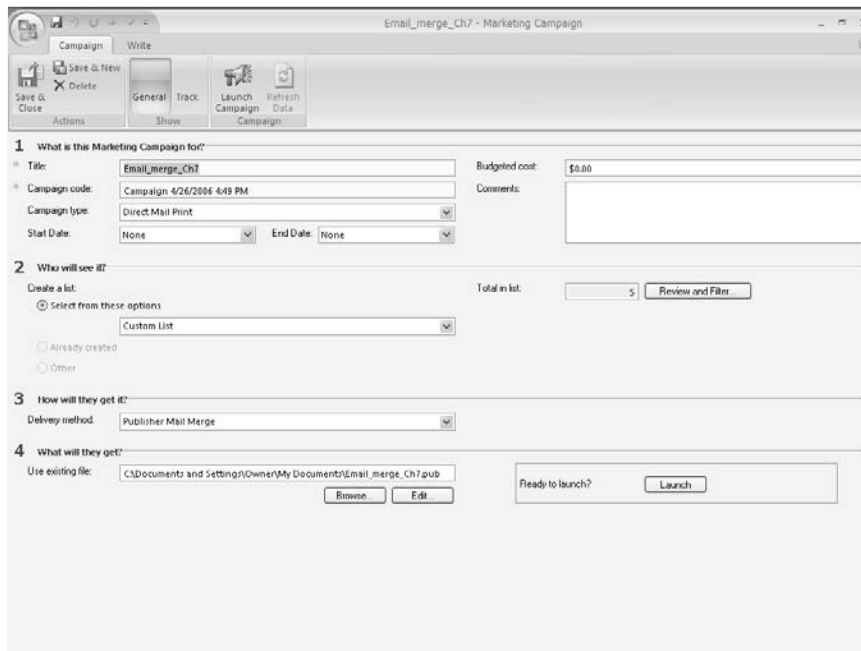 Email_merge_Ch7 - Marketing Campaign
Campaign Write
Save & Close
Save & New
Delete
Actions
General Track
Show
Launch Campaign
Refresh Data
Campaign
1 What is this Marketing Campaign for?
* Title: Email_merge_Ch7
* Campaign code: Campaign 4/26/2006 4:49 PM
Campaign type: Direct Mail Print
Start Date: None End Date: None
Budgeted cost: $0.00
Comments:
2 Who will see it?
Create a list:
Select from these options
Custom List
Already created
Other
Total in list: 5 Review and Filter...
3 How will they get it?
Delivery method: Publisher Mail Merge
4 What will they get?
Use existing file: C:\Documents and Settings\Owner\My Documents\Email_merge_Ch7.pub
Browse... Edit...
Ready to launch? Launch